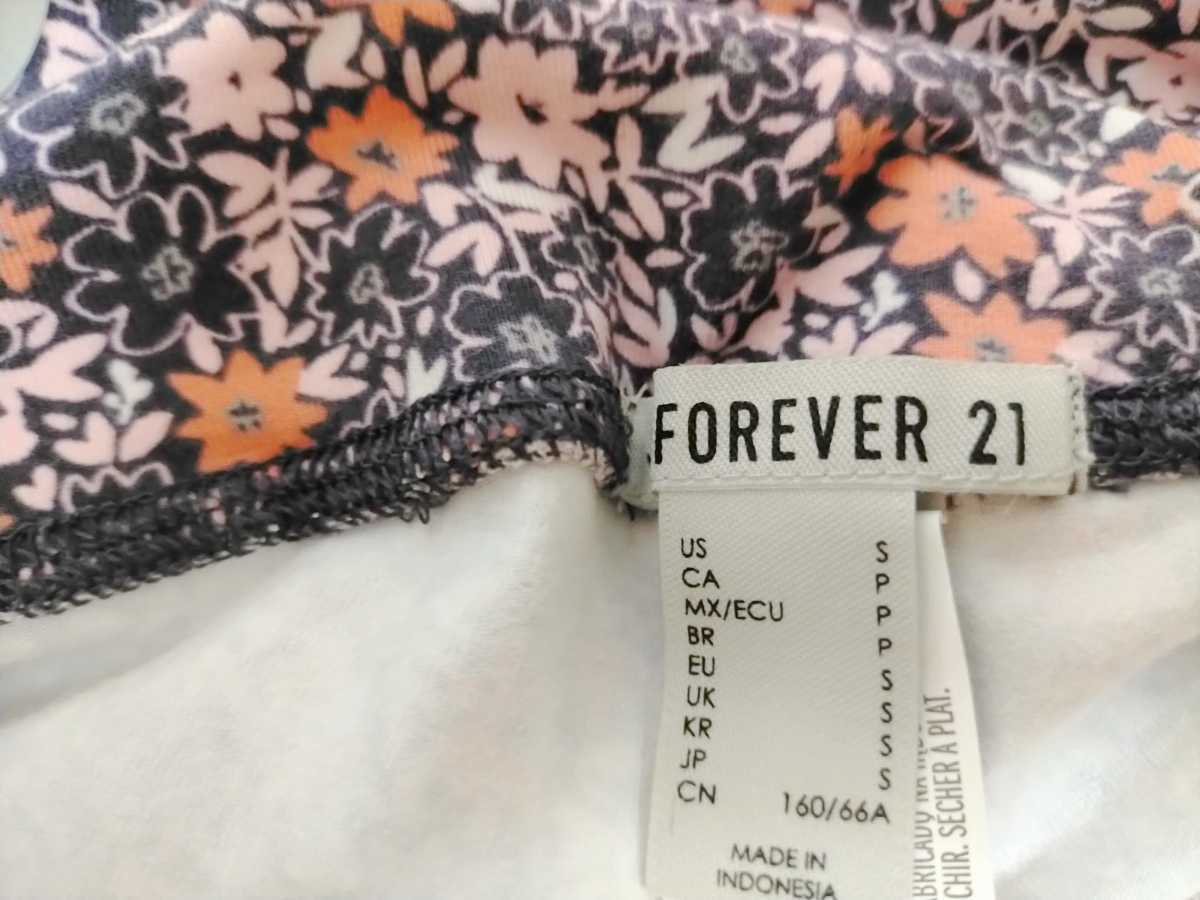 FOREVER 21
US S
CA P
MX/ECU P
BR P
EU S
UK S
KR S
JP S
CN 160/66A
MADE IN
INDONESIA
SECHER A PLAT.